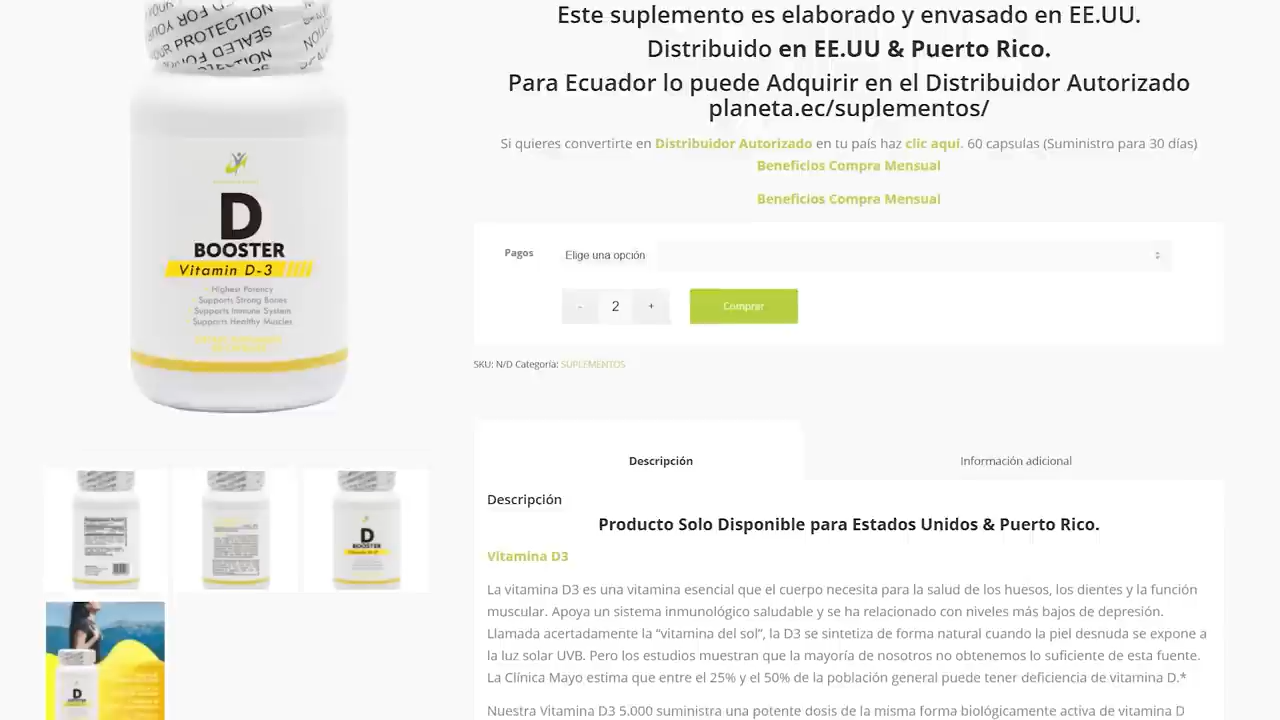 Este suplemento es elaborado y envasado en EE.UU.
Distribuido en EE.UU & Puerto Rico.
Para Ecuador lo puede Adquirir en el Distribuidor Autorizado
planeta.ec/suplementos/
Si quieres convertirte en Distribuidor Autorizado en tu país haz clic aquí. 60 capsulas (Suministro para 30 días)
Beneficios Compra Mensual
Beneficios Compra Mensual
Pagos
Elige una opción
- 2 +
Comprar
SKU: N/D Categoría: SUPLEMENTOS
D
BOOSTER
Vitamin D-3
Highest Potency
Supports Strong Bones
Supports Immune System
Supports Healthy Muscles
D
BOOSTER
D
BOOSTER
Descripción
Información adicional
Descripción
Producto Solo Disponible para Estados Unidos & Puerto Rico.
Vitamina D3
La vitamina D3 es una vitamina esencial que el cuerpo necesita para la salud de los huesos, los dientes y la función
muscular. Apoya un sistema inmunológico saludable y se ha relacionado con niveles más bajos de depresión.
Llamada acertadamente la “vitamina del sol”, la D3 se sintetiza de forma natural cuando la piel desnuda se expone a
la luz solar UVB. Pero los estudios muestran que la mayoría de nosotros no obtenemos lo suficiente de esta fuente.
La Clínica Mayo estima que entre el 25% y el 50% de la población general puede tener deficiencia de vitamina D.*
Nuestra Vitamina D3 5.000 suministra una potente dosis de la misma forma biológicamente activa de vitamina D